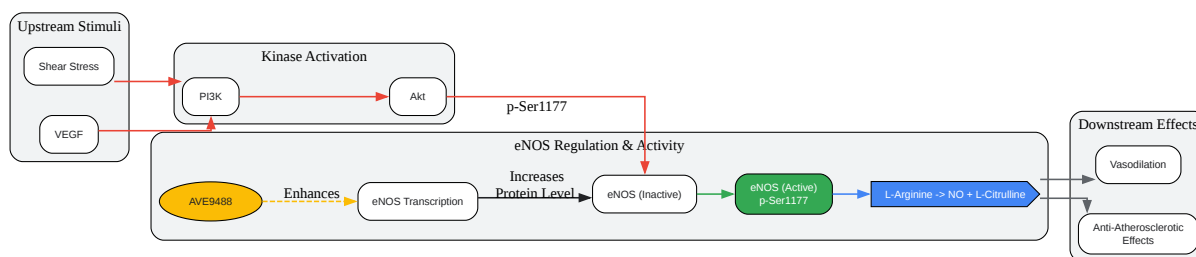 Upstream Stimuli
Shear Stress
VEGF
Kinase Activation
PI3K
Akt
p-Ser1177
eNOS Regulation & Activity
AVE9488
Enhances
eNOS Transcription
Increases
Protein Level
eNOS (Inactive)
eNOS (Active)
p-Ser1177
L-Arginine -> NO + L-Citrulline
Downstream Effects
Vasodilation
Anti-Atherosclerotic
Effects